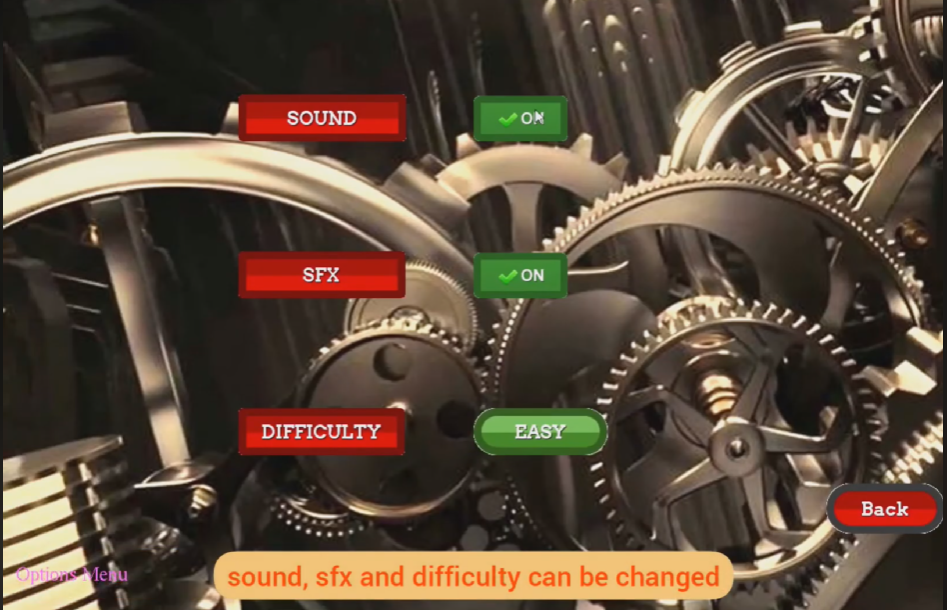 SOUND ON
SFX ON
DIFFICULTY EASY
Back
Options Menu
sound, sfx and difficulty can be changed